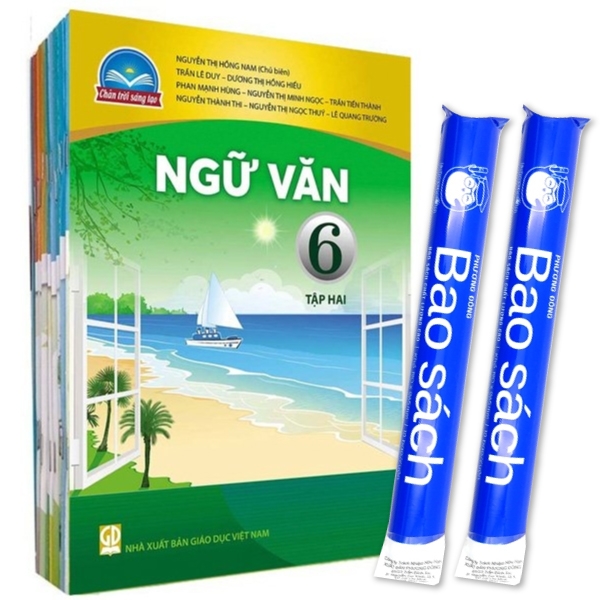 Chân trời sáng tạo
NGUYỄN THỊ HỒNG NAM (Chủ biên)
TRẦN LÊ DUY – DƯƠNG THỊ HỒNG HIẾU
PHAN MẠNH HÙNG – NGUYỄN THỊ MINH NGỌC – TRẦN TIẾN THÀNH
NGUYỄN THÀNH THI – NGUYỄN THỊ NGỌC THUÝ – LÊ QUANG TRƯỜNG
NGỮ VĂN
6
TẬP HAI
GD
NHÀ XUẤT BẢN GIÁO DỤC VIỆT NAM
PHƯƠNG ĐÔNG
Bao sách
PHƯƠNG ĐÔNG
Bao sách